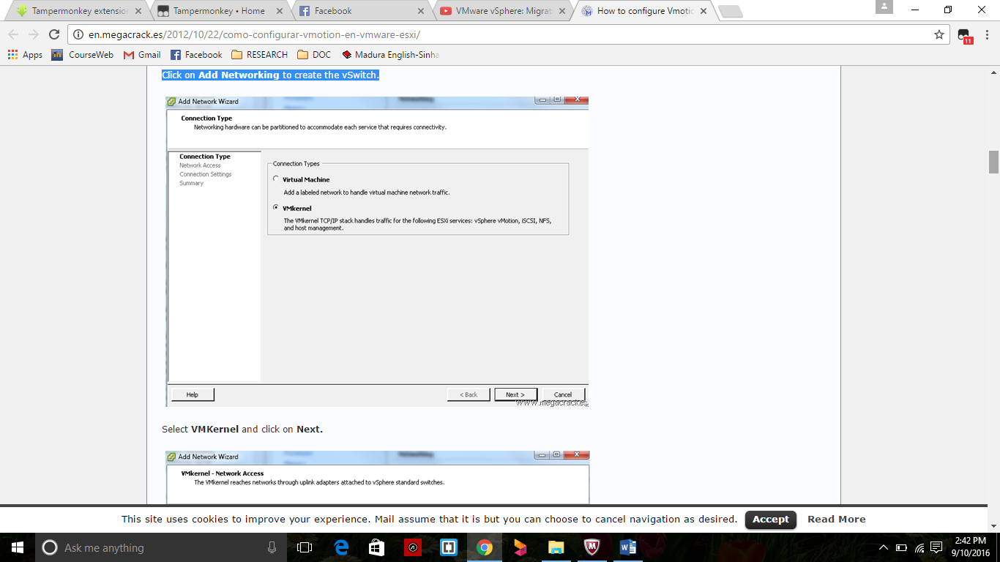 Tampermonkey extension
Tampermonkey • Home
Facebook
VMware vSphere: Migrat
How to configure Vmotio
en.megacrack.es/2012/10/22/como-configurar-vmotion-en-vmware-esxi/
11
Apps
CourseWeb
Gmail
Facebook
RESEARCH
DOC
Madura English-Sinha
Click on Add Networking to create the vSwitch.
Add Network Wizard
Connection Type
Networking hardware can be partitioned to accommodate each service that requires connectivity.
Connection Type
Network Access
Connection Settings
Summary
Connection Types
Virtual Machine
Add a labeled network to handle virtual machine network traffic.
VMkernel
The VMkernel TCP/IP stack handles traffic for the following ESXi services: vSphere vMotion, iSCSI, NFS,
and host management.
Help
< Back
Next >
Cancel
www.megacrack.es
Select VMKernel and click on Next.
Add Network Wizard
VMkernel - Network Access
The VMkernel reaches networks through uplink adapters attached to vSphere standard switches.
This site uses cookies to improve your experience. Mail assume that it is but you can choose to cancel navigation as desired.
Accept
Read More
Ask me anything
2:42 PM
9/10/2016